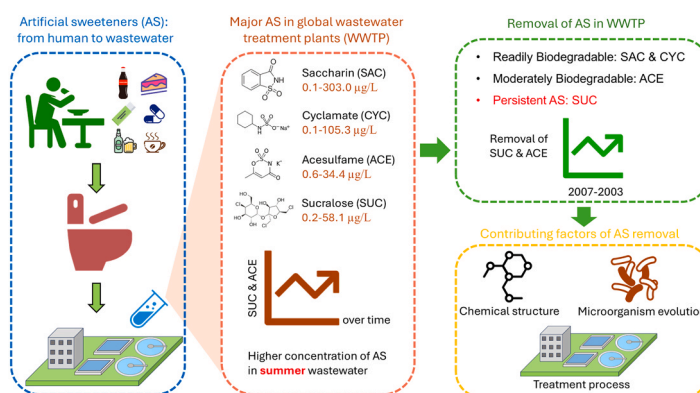 Artificial sweeteners (AS):
from human to wastewater
Major AS in global wastewater
treatment plants (WWTP)
Saccharin (SAC)
0.1-303.0 µg/L
Cyclamate (CYC)
0.1-105.3 µg/L
Acesulfame (ACE)
0.6-34.4 µg/L
Sucralose (SUC)
0.2-58.1 µg/L
SUC & ACE
over time
Higher concentration of AS
in summer wastewater
Removal of AS in WWTP
• Readily Biodegradable: SAC & CYC
• Moderately Biodegradable: ACE
• Persistent AS: SUC
Removal of
SUC & ACE
2007-2003
Contributing factors of AS removal
Chemical structure
Microorganism evolutio
Treatment process